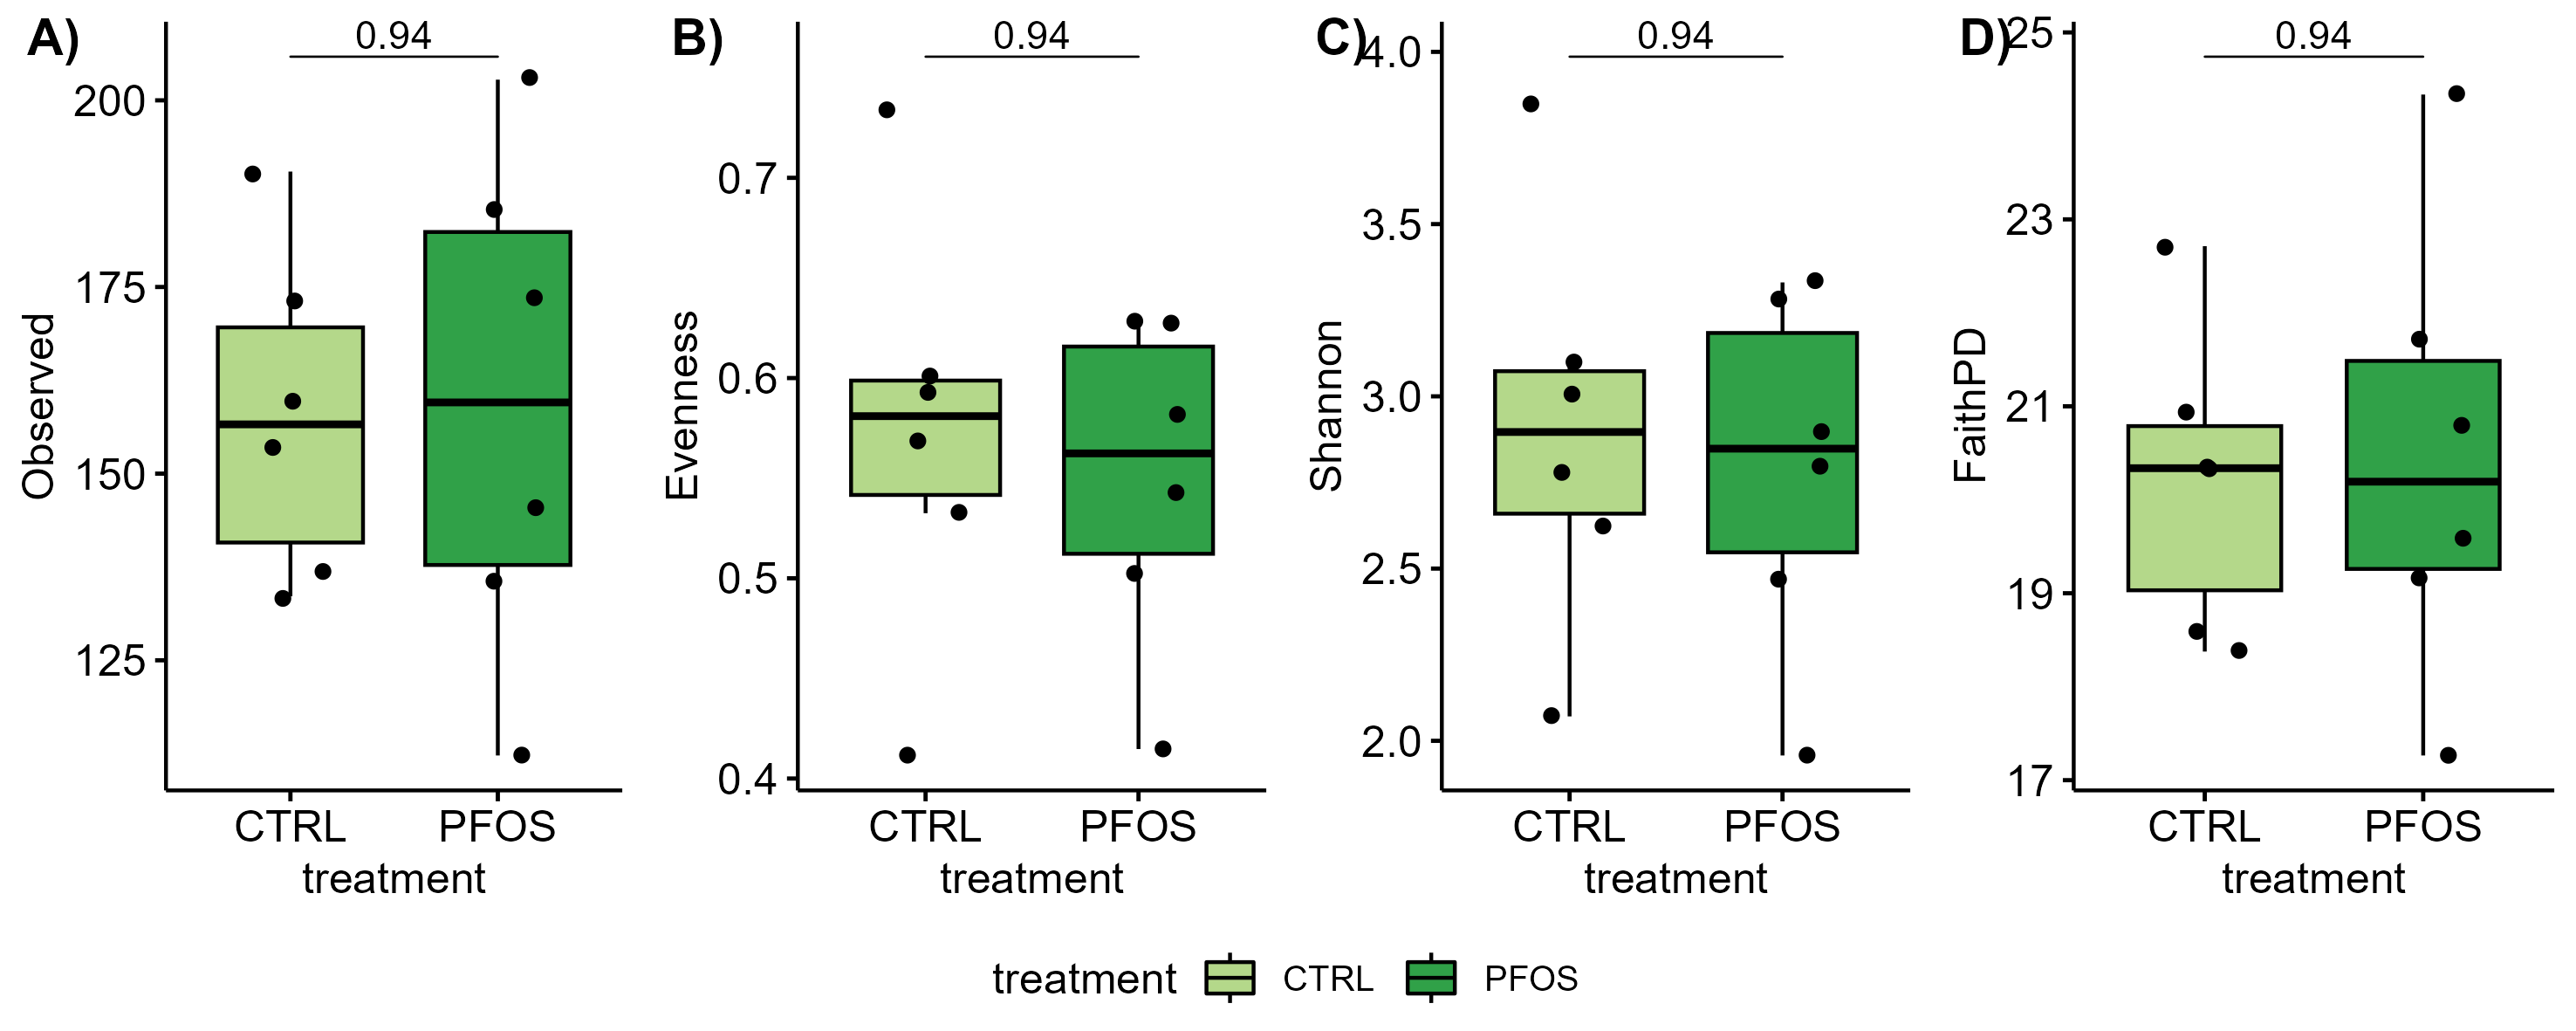 A)
0.94
200
175
150
125
Observed
CTRL PFOS
treatment
B)
0.94
0.7
0.6
0.5
0.4
Evenness
CTRL PFOS
treatment
C)
0.94
4.0
3.5
3.0
2.5
2.0
Shannon
CTRL PFOS
treatment
D)
0.94
25
23
21
19
17
FaithPD
CTRL PFOS
treatment
treatment CTRL PFOS